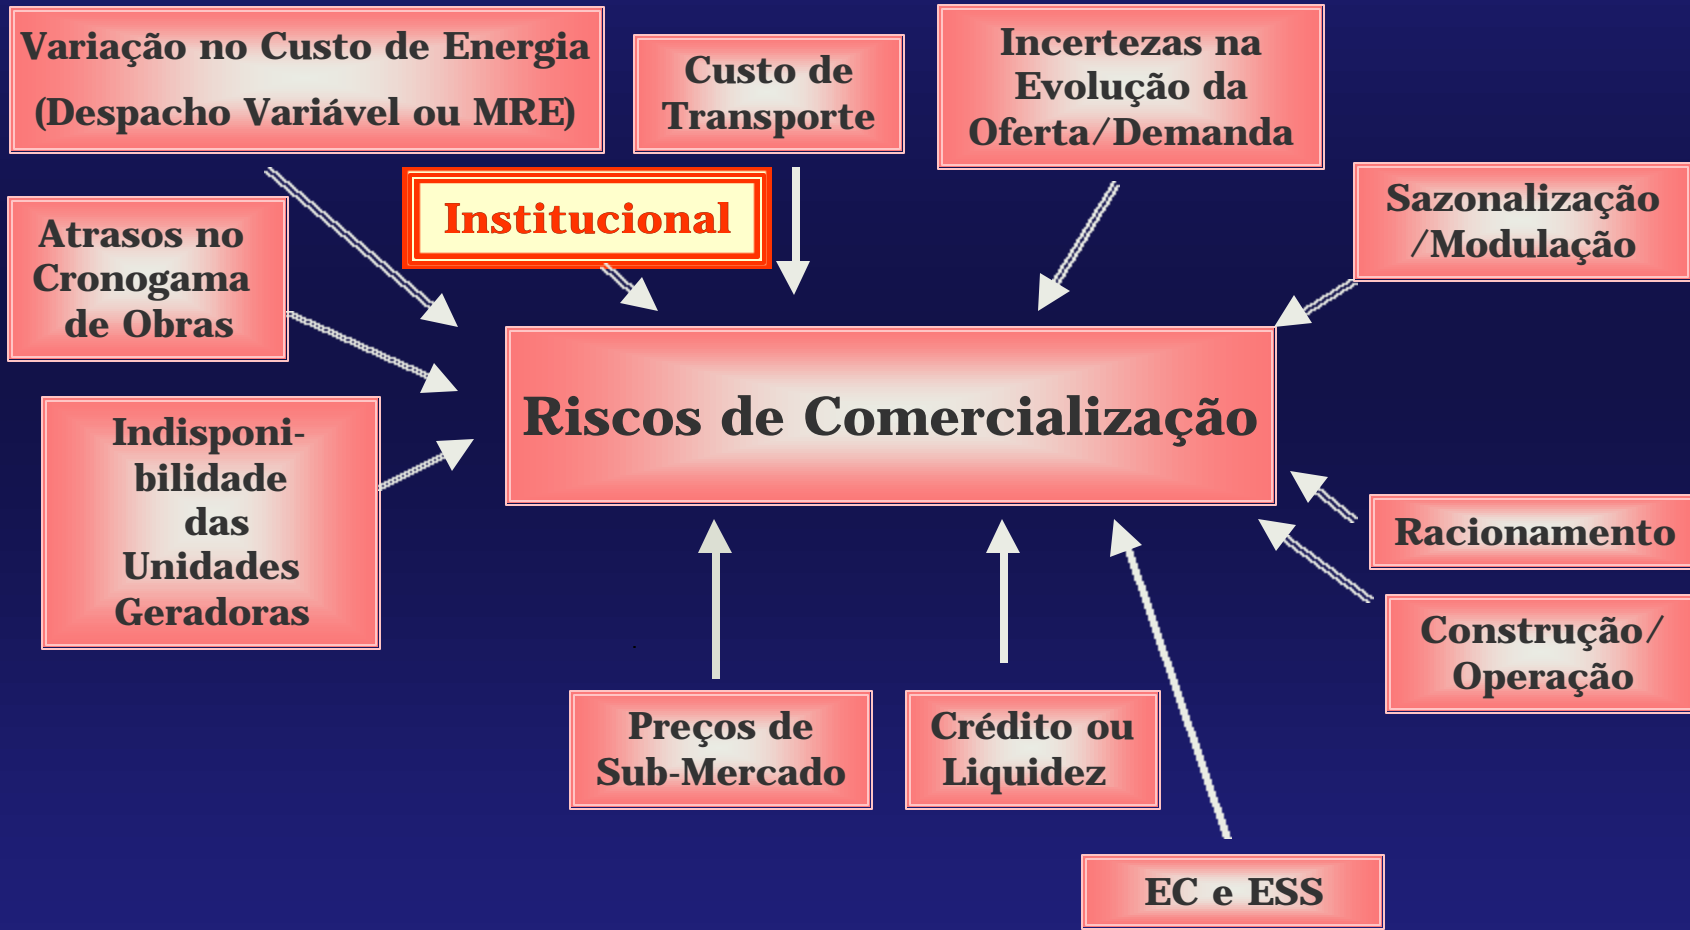 Variação no Custo de Energia
(Despacho Variável ou MRE)
Custo de
Transporte
Incertezas na
Evolução da
Oferta/Demanda
Institucional
Sazonalização
/Modulação
Atrasos no
Cronogama
de Obras
Riscos de Comercialização
Indisponi-
bilidade
das
Unidades
Geradoras
Racionamento
Construção/
Operação
Preços de
Sub-Mercado
Crédito ou
Liquidez
EC e ESS